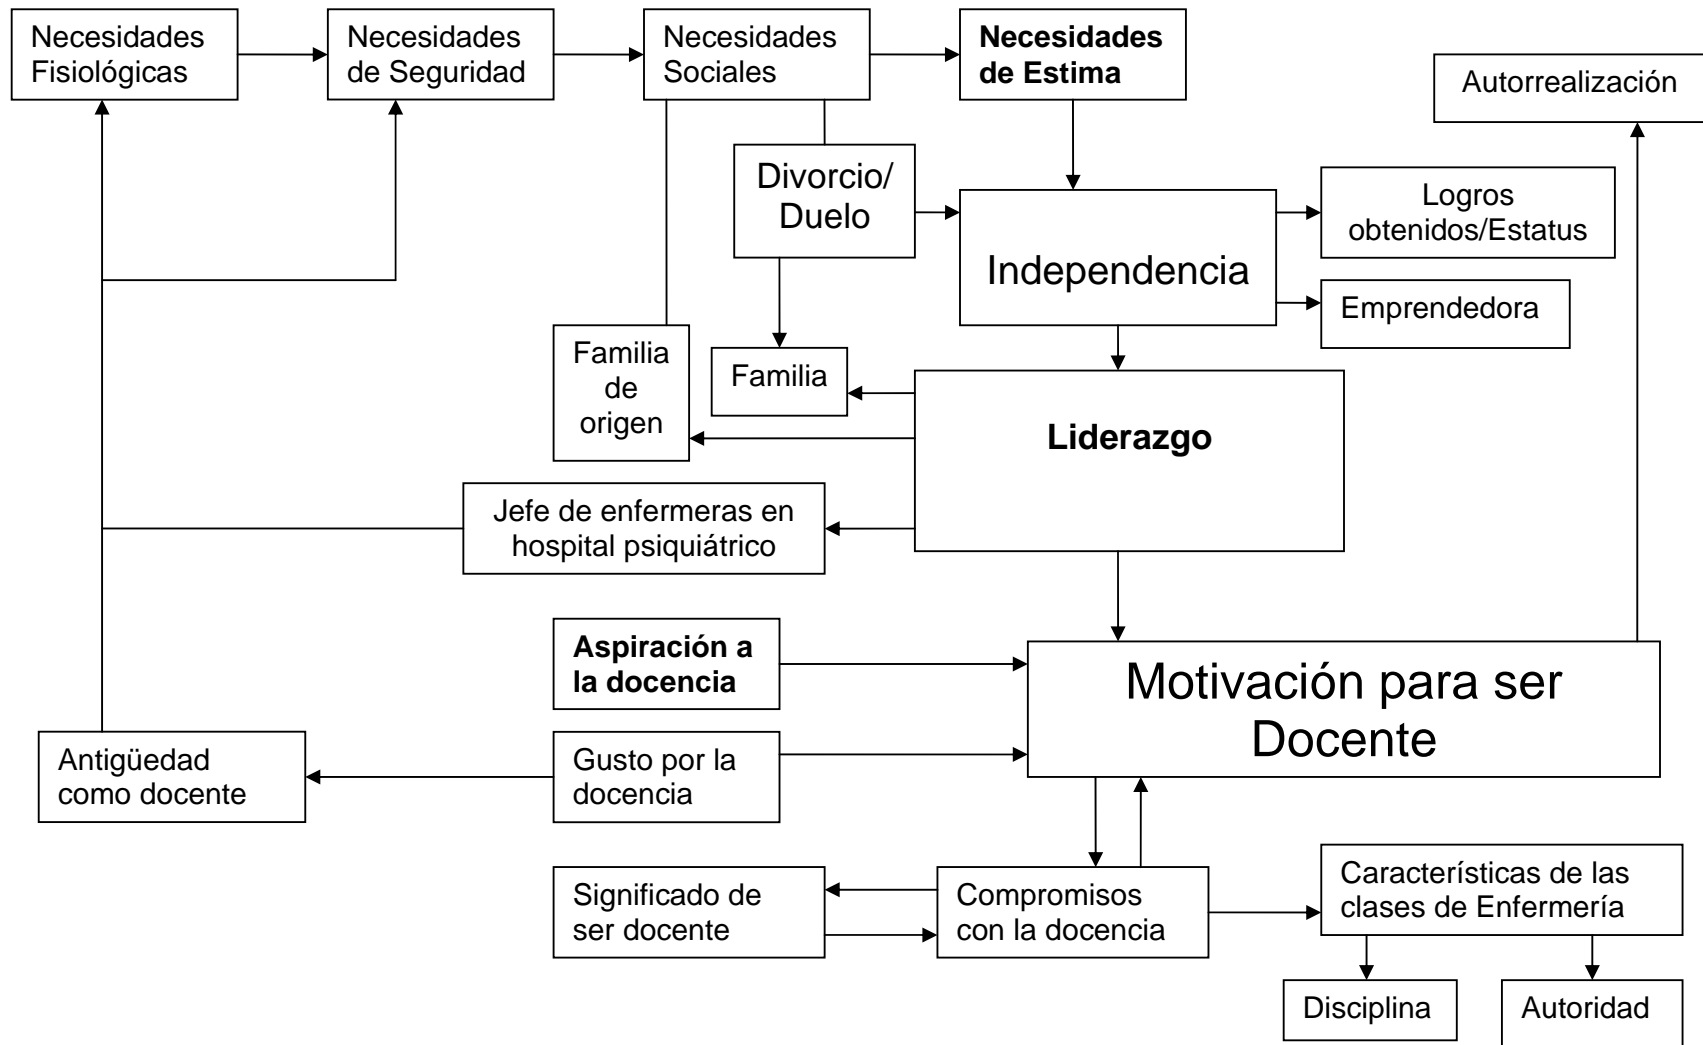 Necesidades
Fisiológicas
Necesidades
de Seguridad
Necesidades
Sociales
Necesidades
de Estima
Autorrealización
Divorcio/
Duelo
Logros
obtenidos/Estatus
Independencia
Emprendedora
Familia
de
origen
Familia
Liderazgo
Jefe de enfermeras en
hospital psiquiátrico
Aspiración a
la docencia
Motivación para ser
Docente
Antigüedad
como docente
Gusto por la
docencia
Significado de
ser docente
Compromisos
con la docencia
Características de las
clases de Enfermería
Disciplina
Autoridad